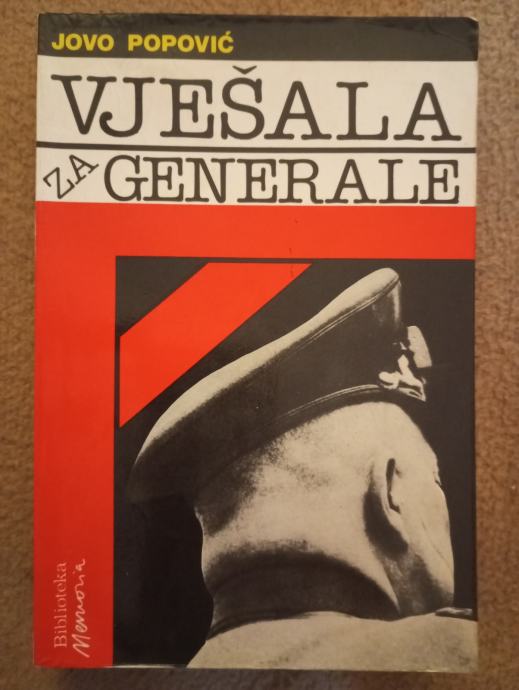 JOVO POPOVIĆ
VJEŠALA
ZA GENERALE
Biblioteka
Memoria